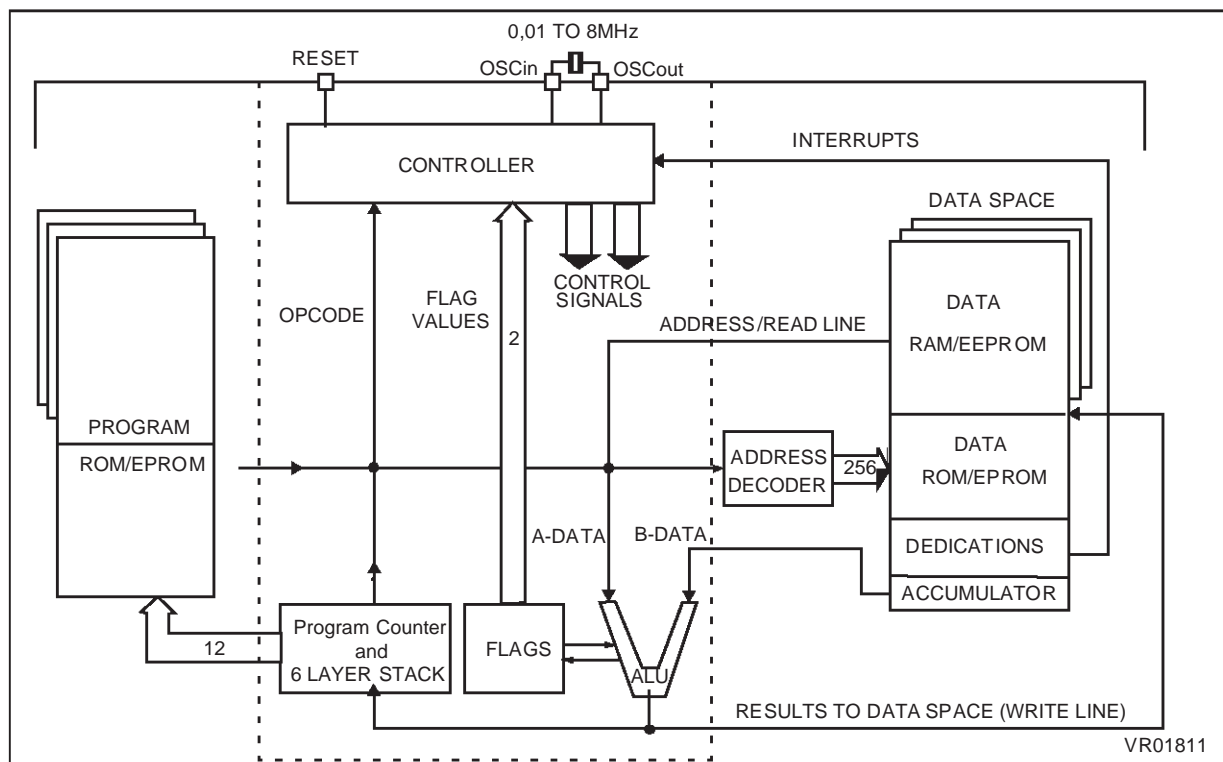 0,01 TO 8MHz
RESET
OSCin
OSCout
INTERRUPTS
CONTROLLER
DATA SPACE
CONTROL
SIGNALS
OPCODE
FLAG
VALUES
2
ADDRESS/READ LINE
DATA
RAM/EEPROM
PROGRAM
ROM/EPROM
ADDRESS
DECODER
256
DATA
ROM/EPROM
A-DATA
B-DATA
DEDICATIONS
ACCUMULATOR
12
Program Counter
and
6 LAYER STACK
FLAGS
ALU
RESULTS TO DATA SPACE (WRITE LINE)
VR01811